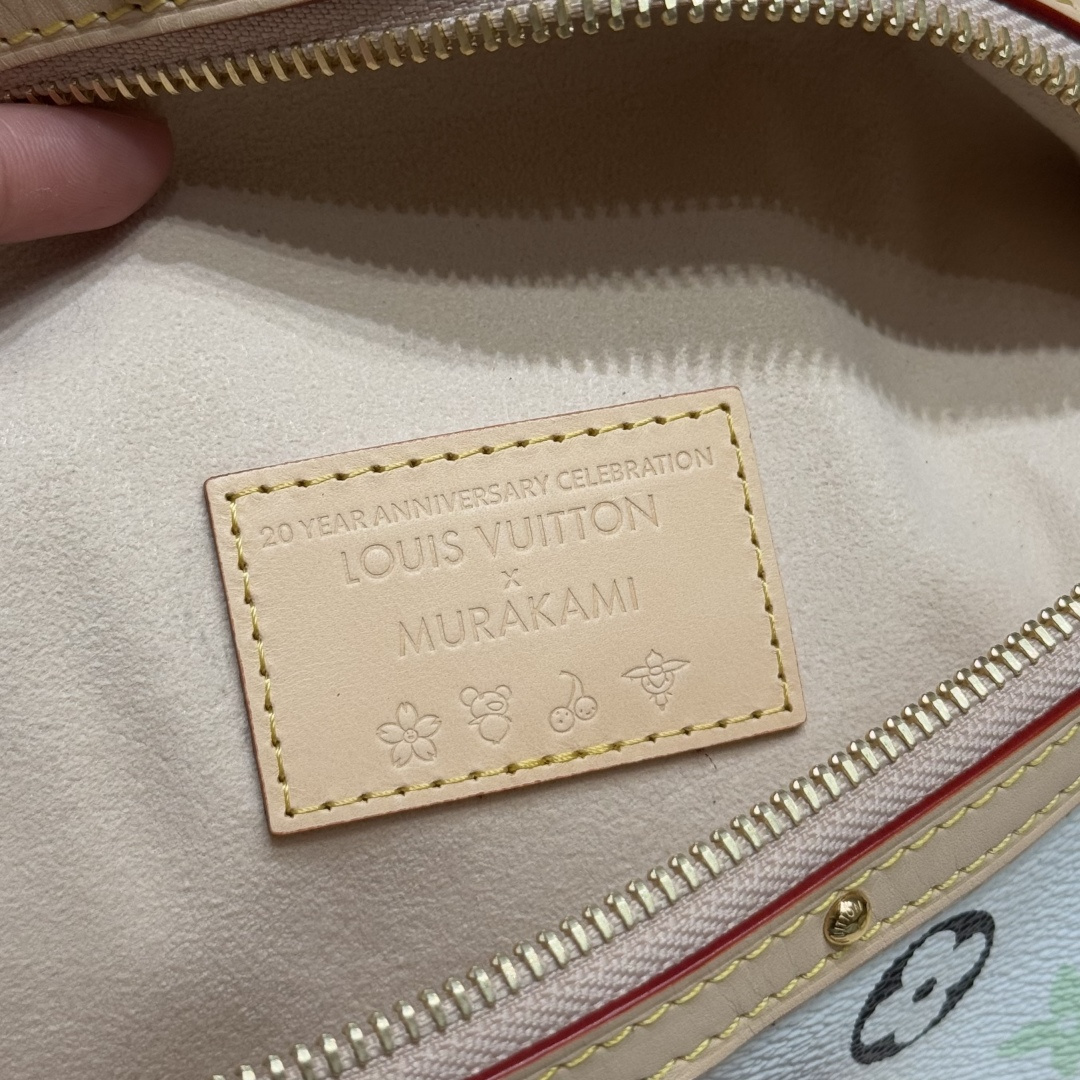 20 YEAR ANNIVERSARY CELEBRATION
LOUIS VUITTON
x
MURAKAMI